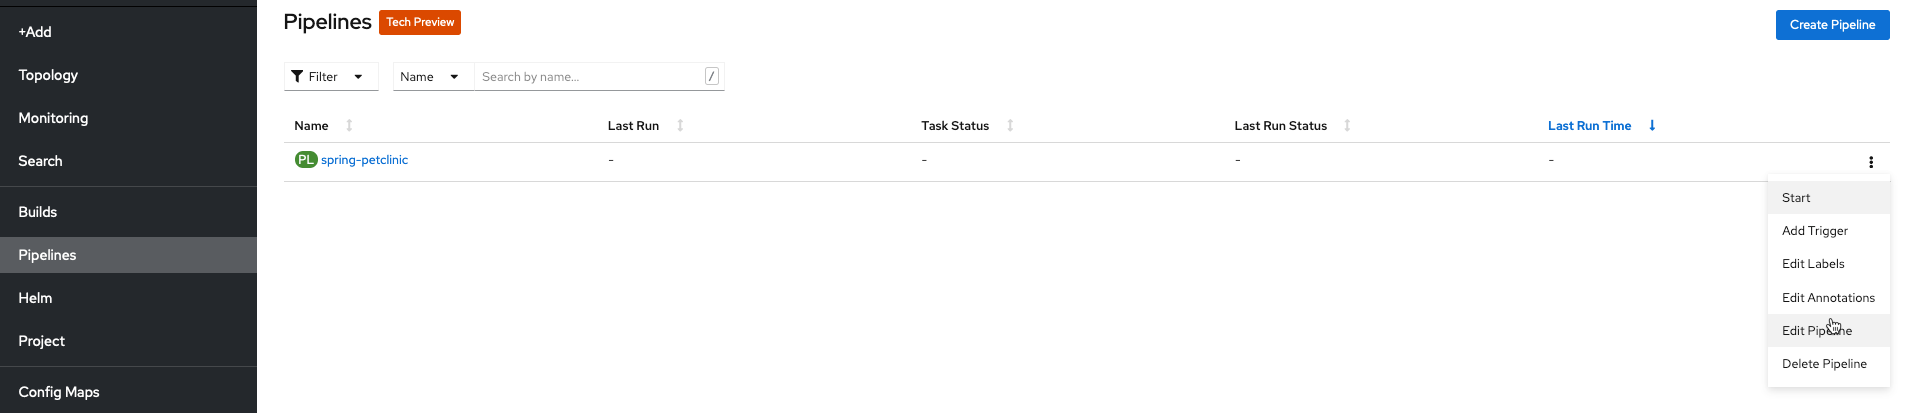 +Add
Topology
Monitoring
Search
Builds
Pipelines
Helm
Project
Config Maps
Pipelines Tech Preview
Create Pipeline
Filter Name Search by name... /
Name Last Run Task Status Last Run Status Last Run Time
PL spring-petclinic - - - -
Start
Add Trigger
Edit Labels
Edit Annotations
Edit Pipeline
Delete Pipeline